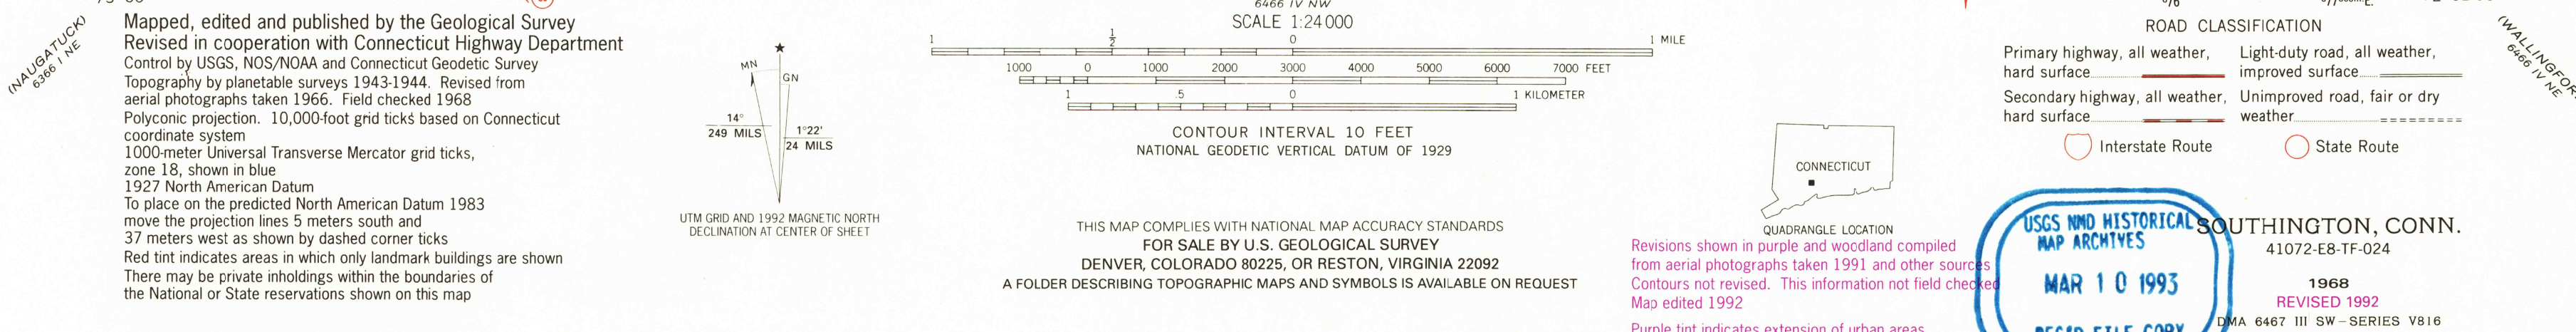 (NAUGATUCK)
6366 I NE
Mapped, edited and published by the Geological Survey
Revised in cooperation with Connecticut Highway Department
Control by USGS, NOS/NOAA and Connecticut Geodetic Survey
Topography by planetable surveys 1943-1944. Revised from
aerial photographs taken 1966. Field checked 1968
Polyconic projection. 10,000-foot grid ticks based on Connecticut
coordinate system
1000-meter Universal Transverse Mercator grid ticks,
zone 18, shown in blue
1927 North American Datum
To place on the predicted North American Datum 1983
move the projection lines 5 meters south and
37 meters west as shown by dashed corner ticks
Red tint indicates areas in which only landmark buildings are shown
There may be private inholdings within the boundaries of
the National or State reservations shown on this map
MN
GN
14°
249 MILS
1°22'
24 MILS
UTM GRID AND 1992 MAGNETIC NORTH
DECLINATION AT CENTER OF SHEET
6466 IV NW
SCALE 1:24 000
1 1/2 0 1 MILE
1000 0 1000 2000 3000 4000 5000 6000 7000 FEET
1 .5 0 1 KILOMETER
CONTOUR INTERVAL 10 FEET
NATIONAL GEODETIC VERTICAL DATUM OF 1929
THIS MAP COMPLIES WITH NATIONAL MAP ACCURACY STANDARDS
FOR SALE BY U.S. GEOLOGICAL SURVEY
DENVER, COLORADO 80225, OR RESTON, VIRGINIA 22092
A FOLDER DESCRIBING TOPOGRAPHIC MAPS AND SYMBOLS IS AVAILABLE ON REQUEST
CONNECTICUT
QUADRANGLE LOCATION
Revisions shown in purple and woodland compiled
from aerial photographs taken 1991 and other sources
Contours not revised. This information not field checked
Map edited 1992
Purple tint indicates extension of urban areas
ROAD CLASSIFICATION
Primary highway, all weather,
hard surface
Light-duty road, all weather,
improved surface
Secondary highway, all weather,
hard surface
Unimproved road, fair or dry
weather
Interstate Route
State Route
(WALLINGFOR
6466 IV NE
USGS NMD HISTORICAL
MAP ARCHIVES
MAR 10 1993
FILE COPY
SOUTHINGTON, CONN.
41072-E8-TF-024
1968
REVISED 1992
DMA 6467 III SW-SERIES V816